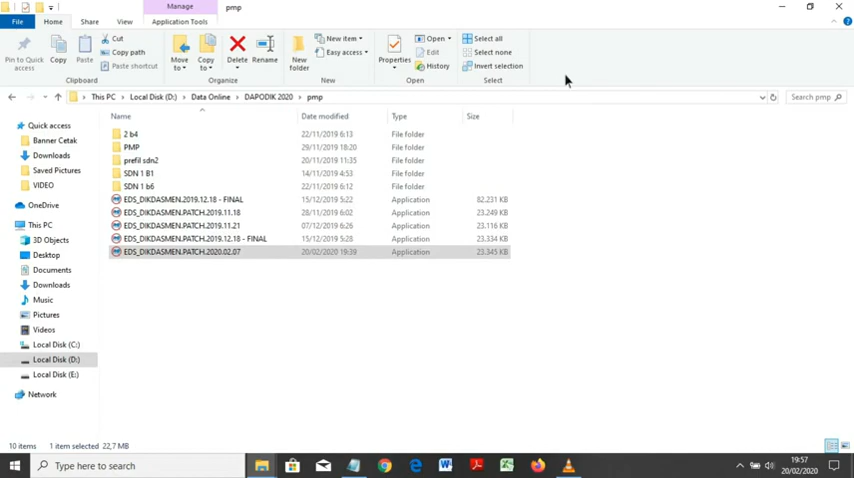 Manage
pmp
File
Home
Share
View
Application Tools
Pin to Quick access
Copy
Paste
Cut
Copy path
Paste shortcut
Clipboard
Move to
Copy to
Delete
Rename
Organize
New folder
New item
Easy access
New
Properties
Open
Edit
History
Open
Select all
Select none
Invert selection
Select
This PC > Local Disk (D:) > Data Online > DAPODIK 2020 > pmp
Search pmp
Name Date modified Type Size
2 b4 22/11/2019 6:13 File folder
PMP 29/11/2019 18:20 File folder
prefil sdn2 20/11/2019 11:35 File folder
SDN 1 B1 14/11/2019 4:53 File folder
SDN 1 b6 22/11/2019 6:12 File folder
EDS_DIKDASMEN.2019.12.18 - FINAL 15/12/2019 5:22 Application 82.231 KB
EDS_DIKDASMEN.PATCH.2019.11.18 28/11/2019 6:02 Application 23.249 KB
EDS_DIKDASMEN.PATCH.2019.11.21 07/12/2019 6:26 Application 23.116 KB
EDS_DIKDASMEN.PATCH.2019.12.18 - FINAL 15/12/2019 5:28 Application 23.334 KB
EDS_DIKDASMEN.PATCH.2020.02.07 20/02/2020 19:39 Application 23.345 KB
Quick access
Banner Cetak
Downloads
Saved Pictures
VIDEO
OneDrive
This PC
3D Objects
Desktop
Documents
Downloads
Music
Pictures
Videos
Local Disk (C:)
Local Disk (D:)
Local Disk (E:)
Network
10 items 1 item selected 22,7 MB
Type here to search
19:57
20/02/2020